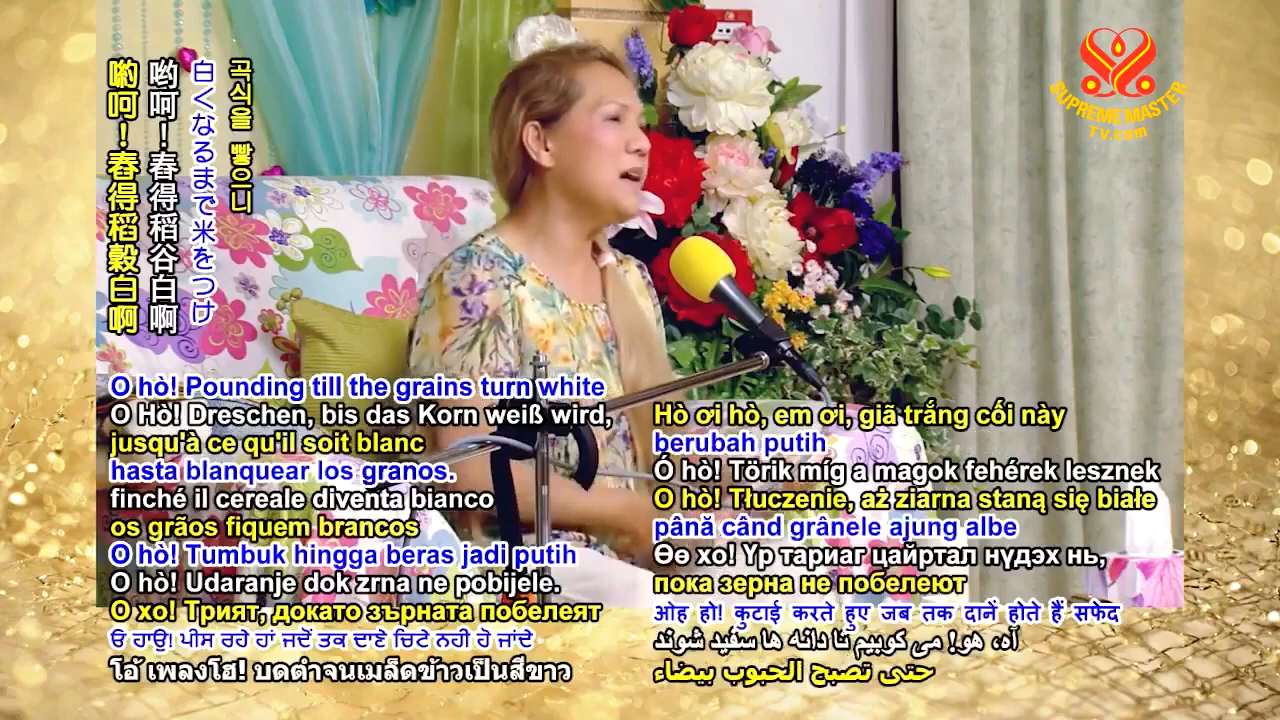 哟呵！舂得稻穀白啊
哟呵！舂得稻谷白啊
白くなるまで米をつけ
곡식을 빻으니
SUPREME MASTER
TV.com
O hò! Pounding till the grains turn white
O Hò! Dreschen, bis das Korn weiß wird,
jusqu'à ce qu'il soit blanc
hasta blanquear los granos.
finché il cereale diventa bianco
os grãos fiquem brancos
O hò! Tumbuk hingga beras jadi putih
O hò! Udaranje dok zrna ne pobijele.
О хо! Трият, докато зърната побелеят
ਓ ਹਾਉ! ਪੀਸ ਰਹੇ ਹਾਂ ਜਦੋਂ ਤਕ ਦਾਣੇ ਚਿਟੇ ਨਹੀ ਹੋ ਜਾਂਦੇ
โอ้ เพลงโฮ! บดตำจนเมล็ดข้าวเป็นสีขาว
Hò ơi hò, em ơi, giã trắng cối này
berubah putih
Ó hò! Törik míg a magok fehérek lesznek
O hò! Tłuczenie, aż ziarna staną się białe
până când grânele ajung albe
Өө хо! Үр тариаг цайртал нүдэх нь,
пока зерна не побелеют
ओह हो! कुटाई करते हुए जब तक दानें होते हैं सफेद
آه، هو! می کوبیم تا دانه ها سفید شوند
حتى تصبح الحبوب بيضاء